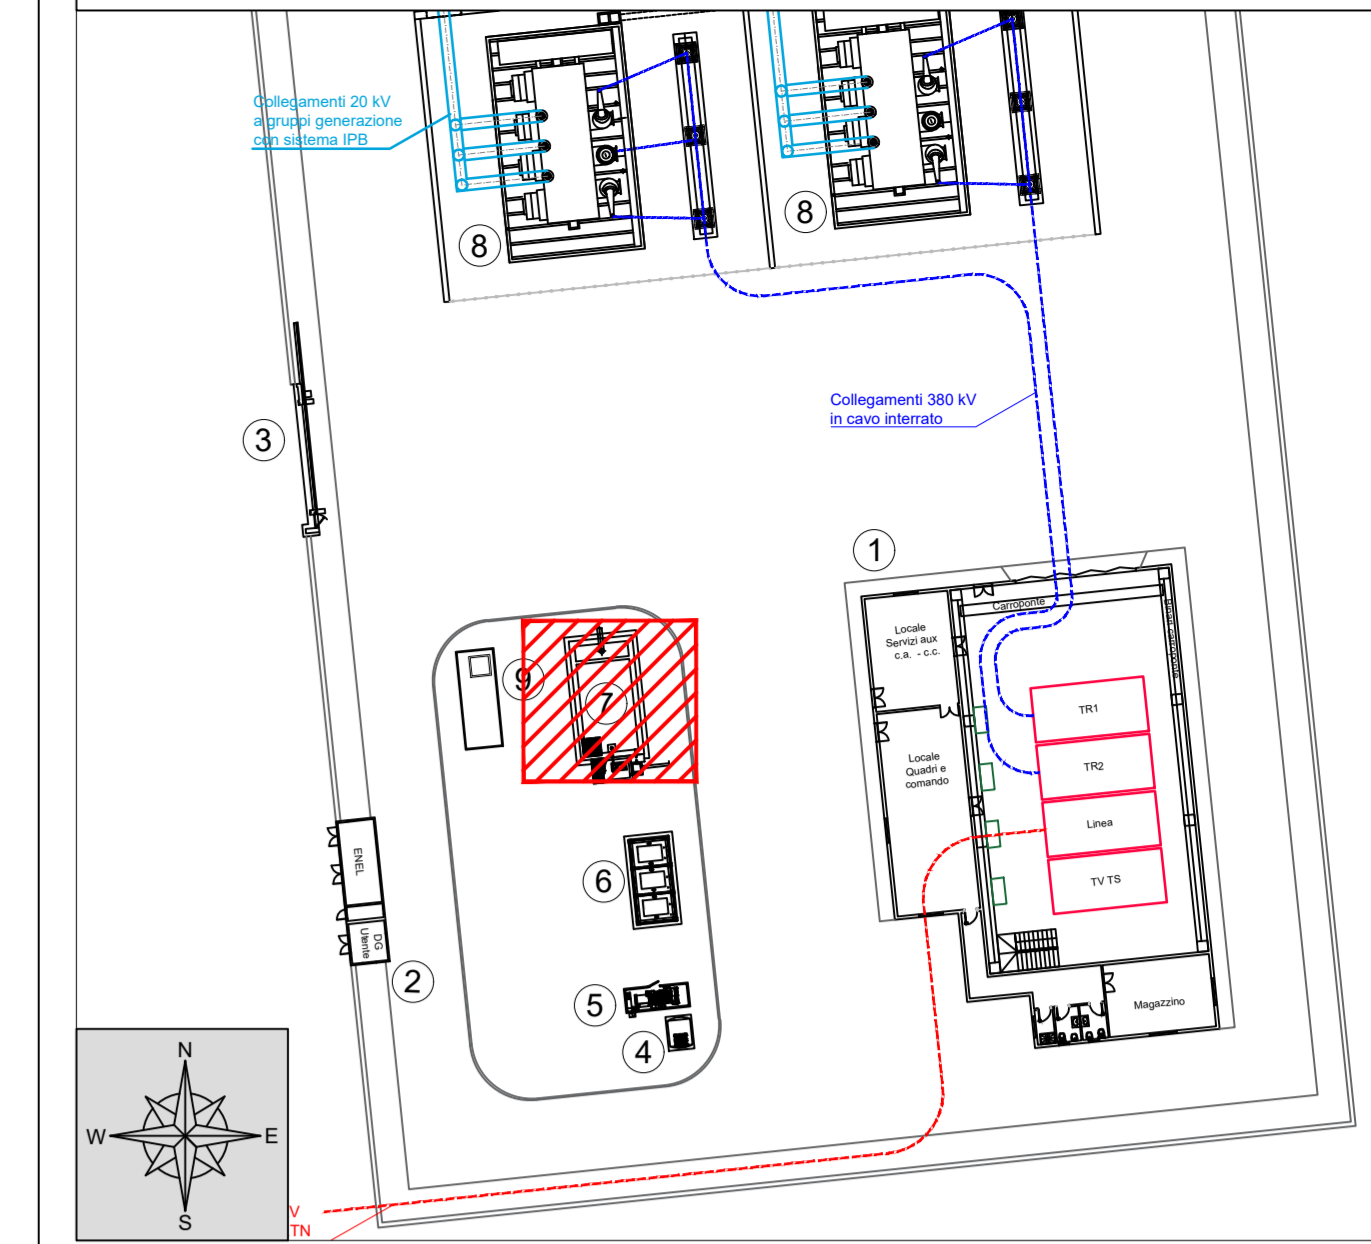 Collegamenti 20 kV
a gruppi generazione
con sistema IPB
8
8
3
Collegamenti 380 kV
in cavo interrato
1
Carroponte
Binari carroponte
Locale
Servizi aux
c.a. - c.c.
9
7
TR1
Locale
Quadri e
comando
TR2
Linea
ENEL
6
TV TS
DG
Utente
2
5
Magazzino
4
N
W
E
S
V
TN